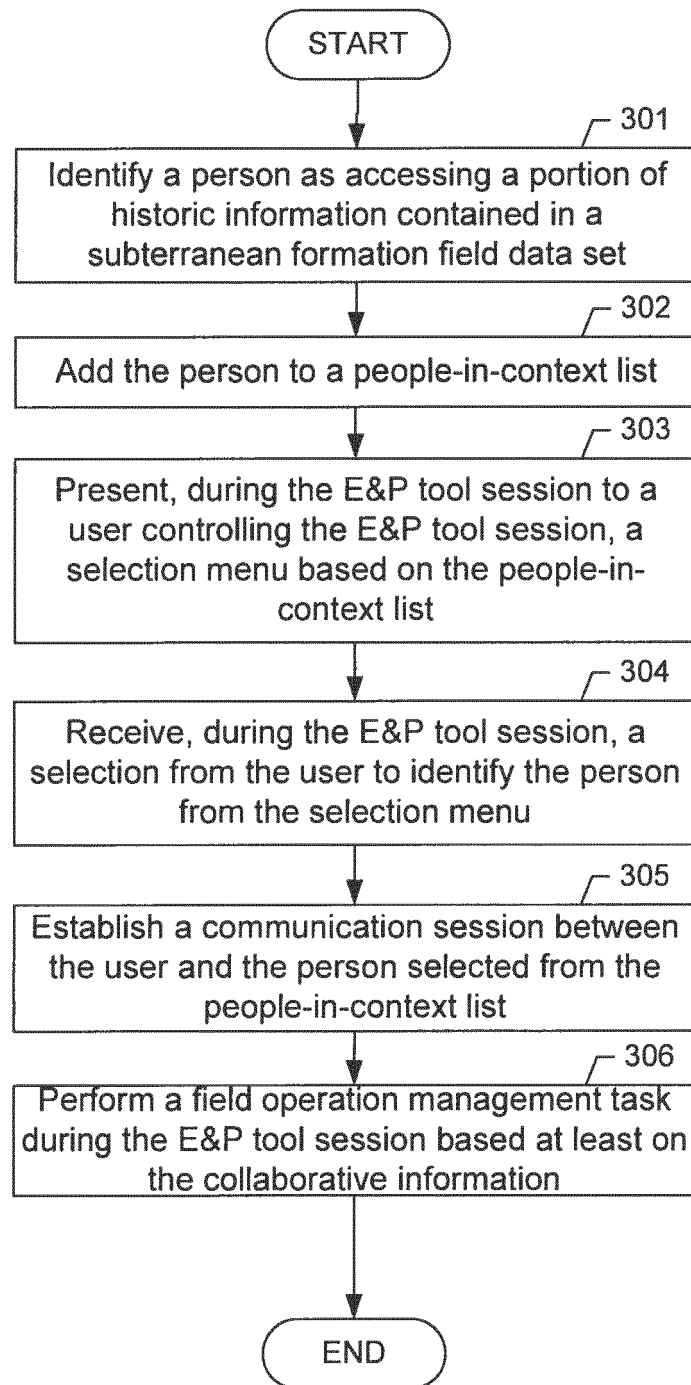 START
301
Identify a person as accessing a portion of
historic information contained in a
subterranean formation field data set
302
Add the person to a people-in-context list
303
Present, during the E&P tool session to a
user controlling the E&P tool session, a
selection menu based on the people-in-
context list
304
Receive, during the E&P tool session, a
selection from the user to identify the person
from the selection menu
305
Establish a communication session between
the user and the person selected from the
people-in-context list
306
Perform a field operation management task
during the E&P tool session based at least on
the collaborative information
END